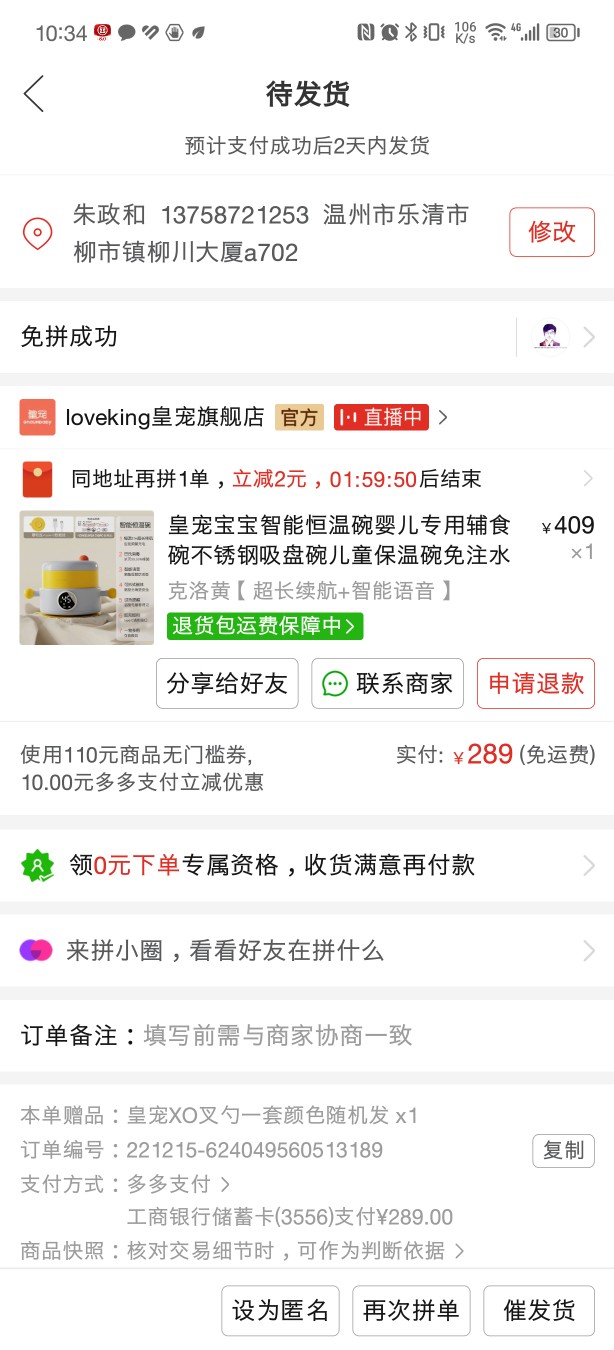 10:34
106 K/s
4G
30
待发货
预计支付成功后2天内发货
朱政和 13758721253 温州市乐清市
柳市镇柳川大厦a702
修改
免拼成功
皇宠
loveking皇宠旗舰店
官方
直播中
同地址再拼1单，立减2元，01:59:50后结束
智能恒温碗
皇宠宝宝智能恒温碗婴儿专用辅食
¥409
碗不锈钢吸盘碗儿童保温碗免注水
×1
克洛黄【 超长续航+智能语音 】
退货包运费保障中
分享给好友
联系商家
申请退款
使用110元商品无门槛券,
10.00元多多支付立减优惠
实付: ¥289 (免运费)
领0元下单专属资格，收货满意再付款
来拼小圈，看看好友在拼什么
订单备注：填写前需与商家协商一致
本单赠品：皇宠XO叉勺一套颜色随机发 x1
订单编号：221215-624049560513189
复制
支付方式：多多支付
工商银行储蓄卡(3556)支付¥289.00
商品快照：核对交易细节时，可作为判断依据
设为匿名
再次拼单
催发货